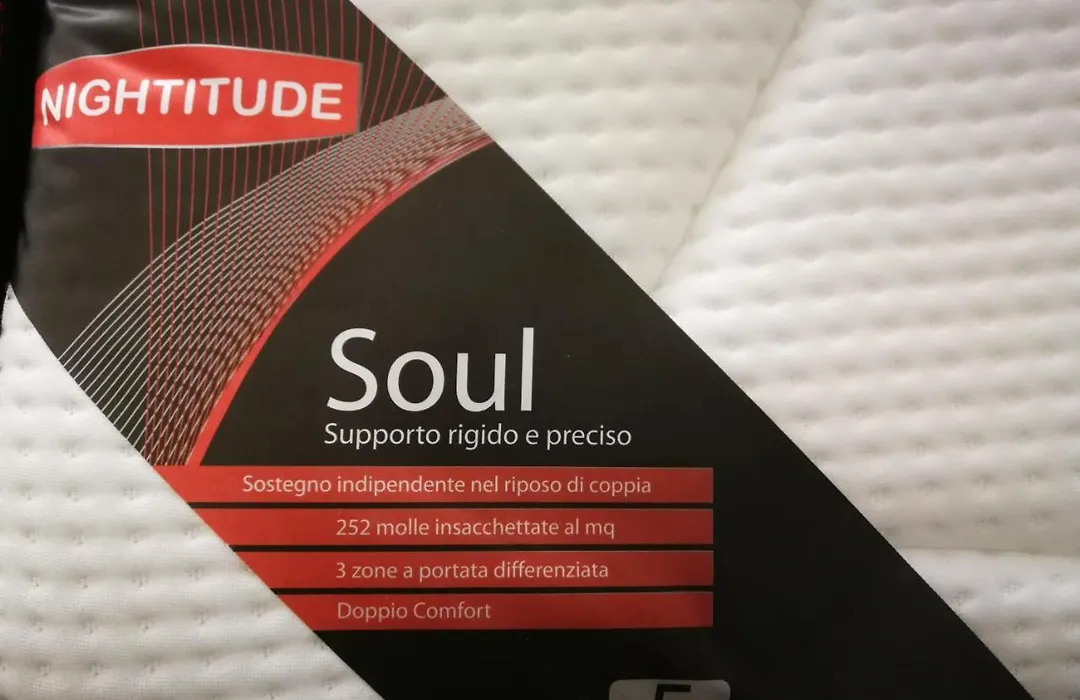 NIGHTITUDE
Soul
Supporto rigido e preciso
Sostegno indipendente nel riposo di coppia
252 molle insacchettate al mq
3 zone a portata differenziata
Doppio Comfort